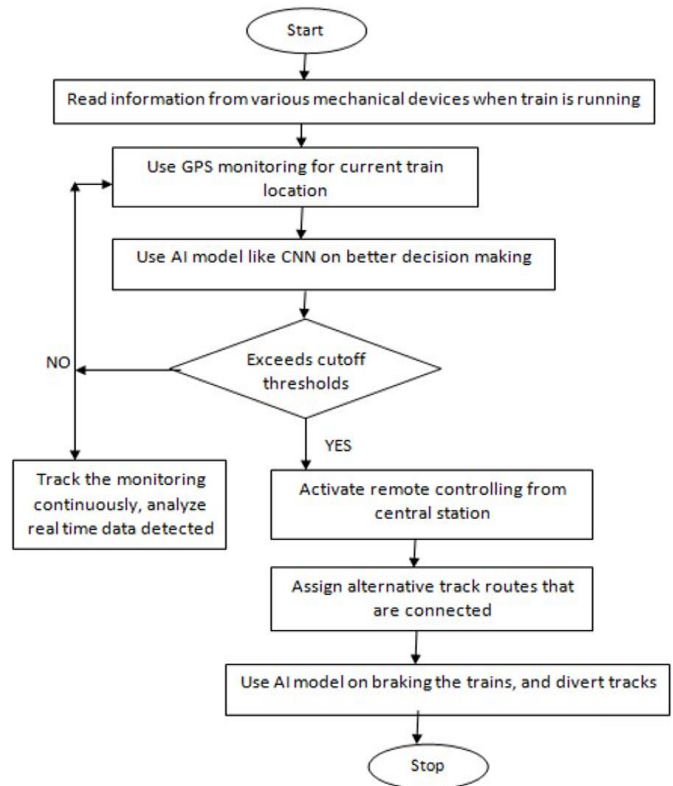 Start
Read information from various mechanical devices when train is running
Use GPS monitoring for current train
location
Use AI model like CNN on better decision making
Exceeds cutoff
thresholds
NO
YES
Track the monitoring
continuously, analyze
real time data detected
Activate remote controlling from
central station
Assign alternative track routes that
are connected
Use AI model on braking the trains, and divert tracks
Stop